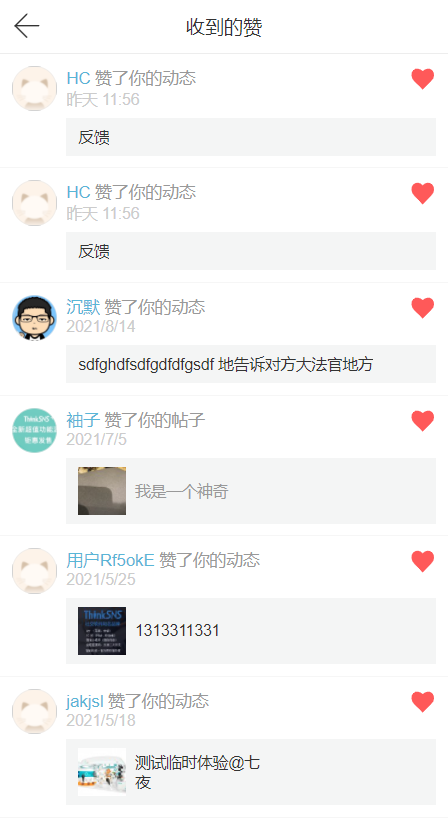 收到的赞
HC 赞了你的动态
昨天 11:56
反馈
HC 赞了你的动态
昨天 11:56
反馈
沉默 赞了你的动态
2021/8/14
sdfghdfsdfgdfdfgsdf 地告诉对方大法官地方
袖子 赞了你的帖子
2021/7/5
ThinkSNS
我是一个神奇
用户Rf5okE 赞了你的动态
2021/5/25
ThinkSNS
1313311331
jakjsl 赞了你的动态
2021/5/18
测试临时体验@七
夜